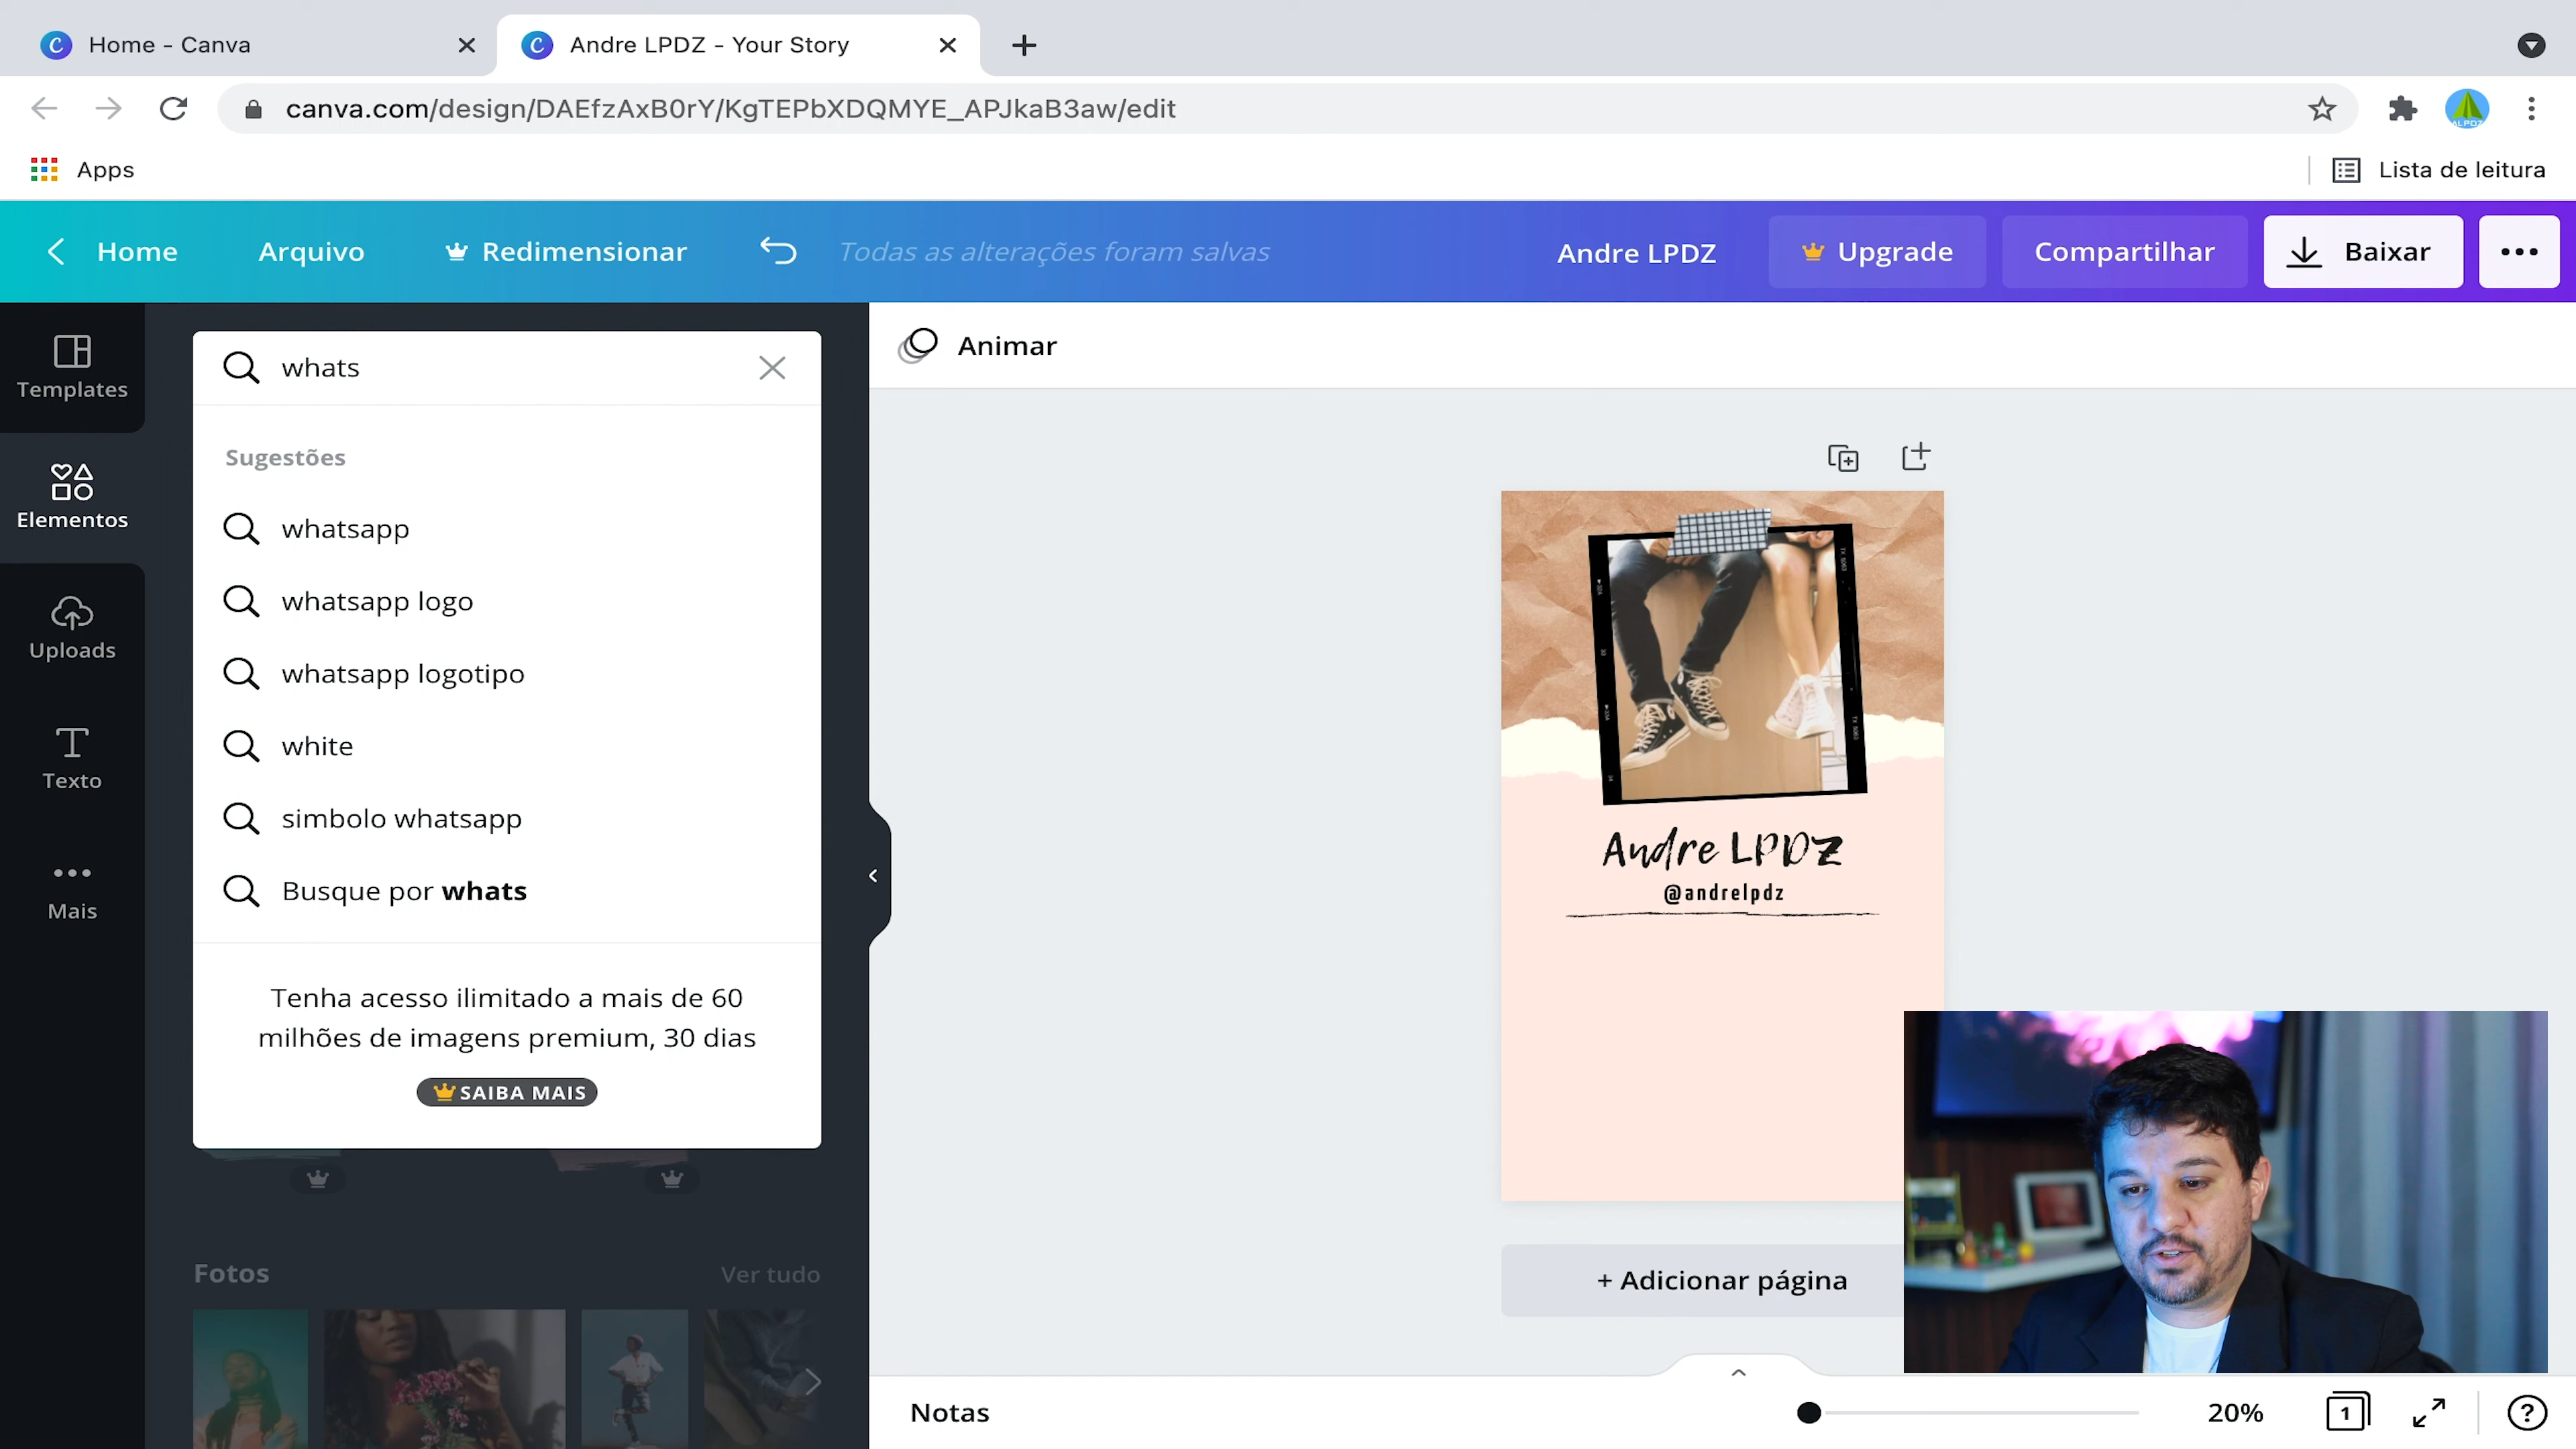 Home - Canva
Andre LPDZ - Your Story
canva.com/design/DAEfzAxB0rY/KgTEPbXDQMYE_APJkaB3aw/edit
Apps
Lista de leitura
Home
Arquivo
Redimensionar
Todas as alterações foram salvas
Andre LPDZ
Upgrade
Compartilhar
Baixar
Templates
Elementos
Uploads
Texto
Mais
whats
Sugestões
whatsapp
whatsapp logo
whatsapp logotipo
white
simbolo whatsapp
Busque por whats
Tenha acesso ilimitado a mais de 60
milhões de imagens premium, 30 dias
SAIBA MAIS
Fotos
Ver tudo
Animar
Andre LPDZ
@andrelpdz
+ Adicionar página
Notas
20%
1